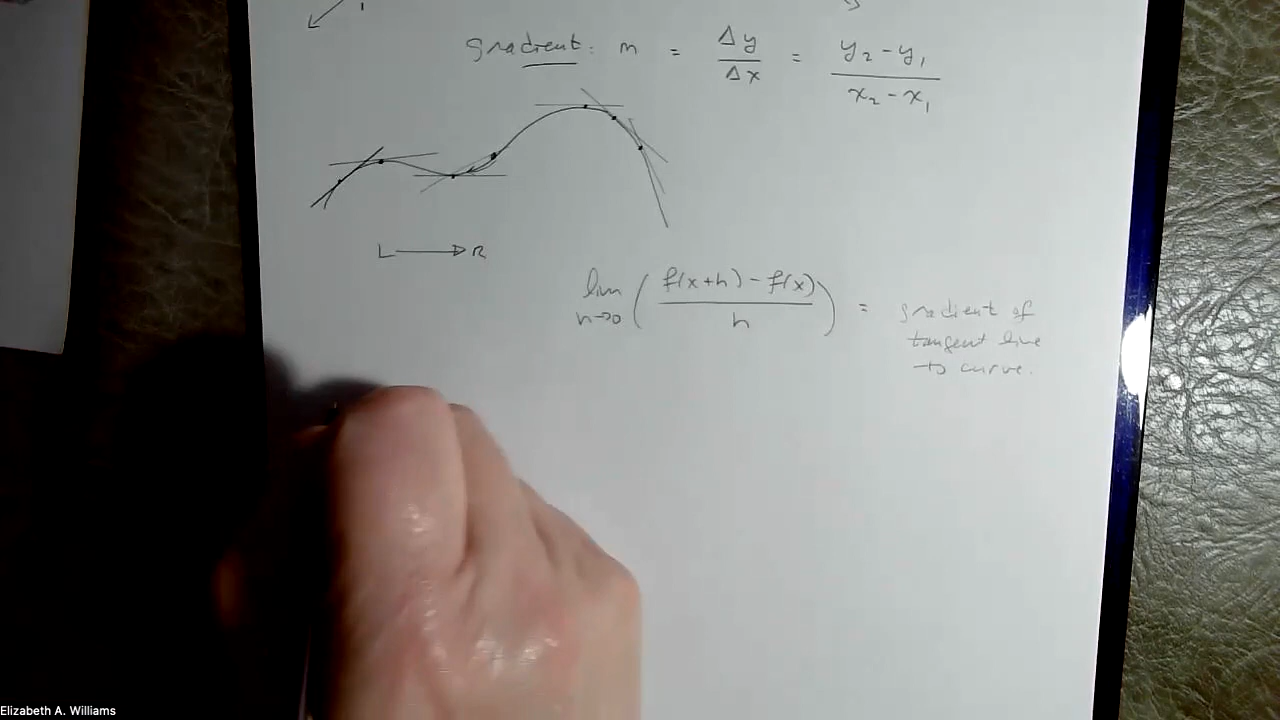 gradient: m = Δy/Δx = y₂ - y₁ / x₂ - x₁
L → R
lim h→0 ( f(x+h) - f(x) / h ) = gradient of
tangent line
to curve.
Elizabeth A. Williams